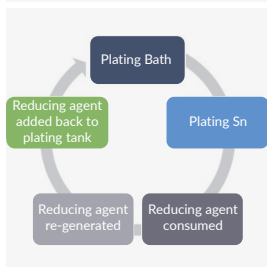 Plating Bath
Plating Sn
Reducing agent
consumed
Reducing agent
re-generated
Reducing agent
added back to
plating tank